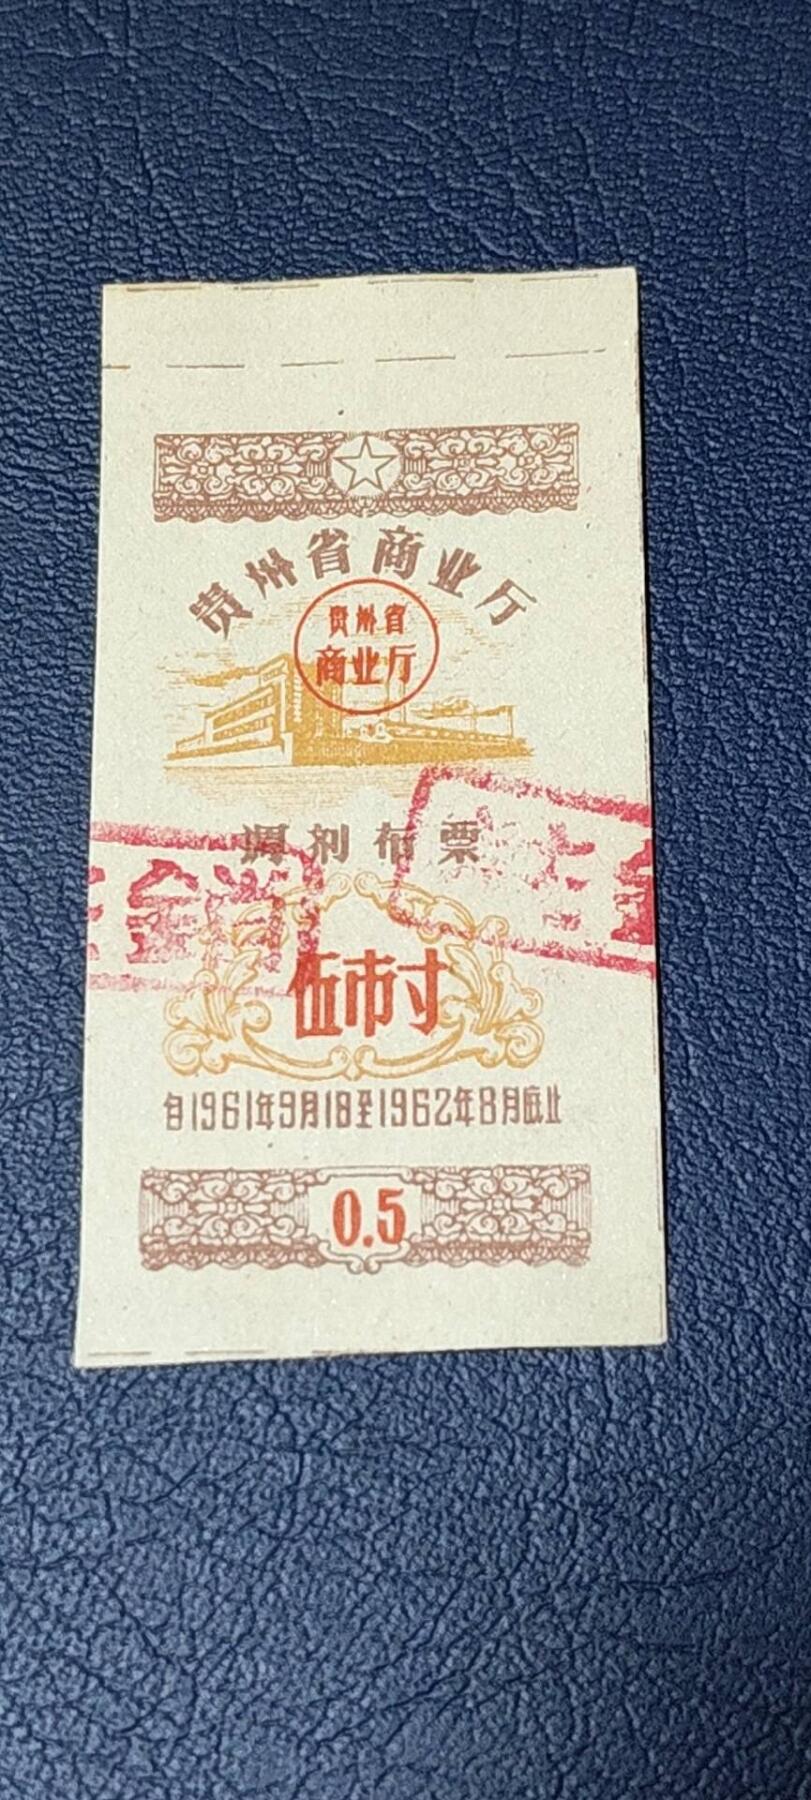 贵州省商业厅
贵州省
商业厅
调剂布票
伍市寸
自1961年9月1日至1962年8月底止
0.5